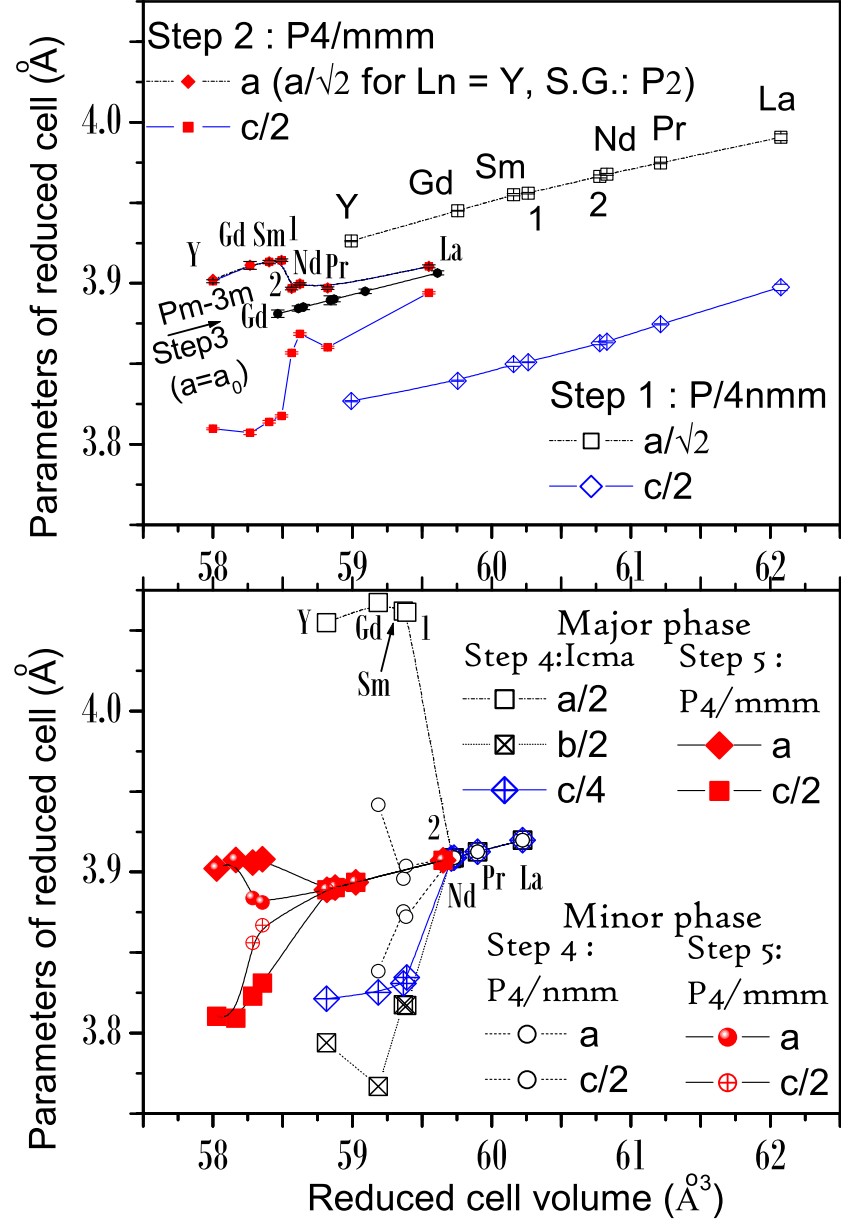 Parameters of reduced cell (Å)
Step 2 : P4/mmm
a (a/√2 for Ln = Y, S.G.: P2)
c/2
4.0
3.9
3.8
La
Pr
Nd
Sm
Gd
Y
1
2
Y
Gd
Sm
1
2
Nd
Pr
La
Gd
Pm-3m
Step3
(a=a0)
Step 1 : P/4nmm
a/√2
c/2
58
59
60
61
62
Parameters of reduced cell (Å)
4.0
3.9
3.8
Y
Gd
Sm
1
2
Nd
Pr
La
Major phase
Step 4:Icma
a/2
b/2
c/4
Step 5 :
P4/mmm
a
c/2
Minor phase
Step 4 :
P4/nmm
a
c/2
Step 5:
P4/mmm
a
c/2
58
59
60
61
62
Reduced cell volume (Å3)